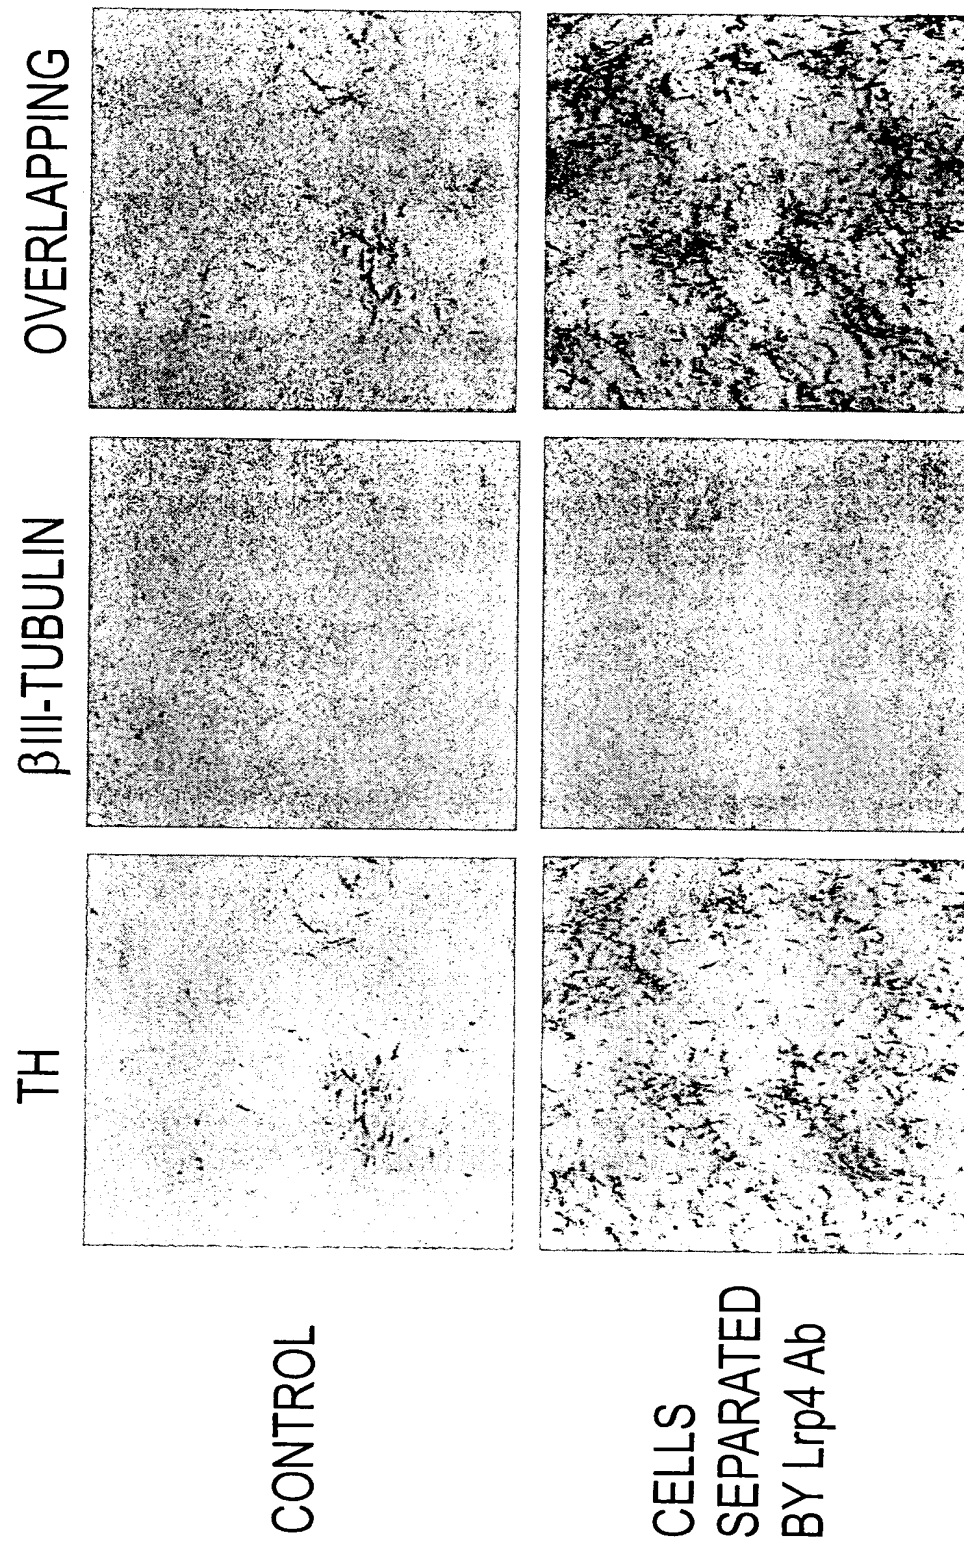 TH
βIII-TUBULIN
OVERLAPPING
CONTROL
CELLS
SEPARATED
BY Lrp4 Ab